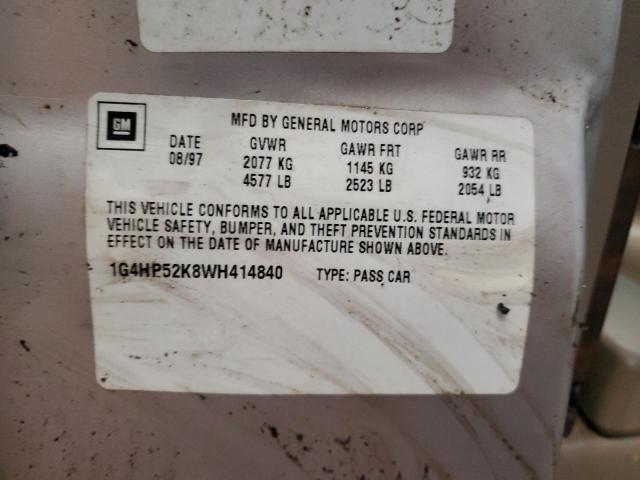 GM
MFD BY GENERAL MOTORS CORP
DATE GVWR GAWR FRT GAWR RR
08/97 2077 KG 1145 KG 932 KG
4577 LB 2523 LB 2054 LB
THIS VEHICLE CONFORMS TO ALL APPLICABLE U.S. FEDERAL MOTOR
VEHICLE SAFETY, BUMPER, AND THEFT PREVENTION STANDARDS IN
EFFECT ON THE DATE OF MANUFACTURE SHOWN ABOVE.
1G4HP52K8WH414840 TYPE: PASS CAR